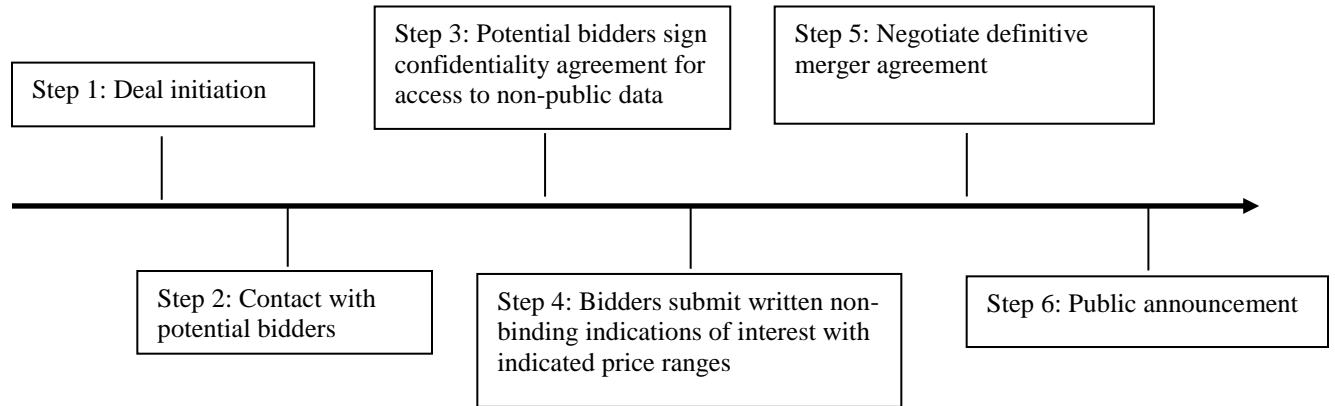 Step 1: Deal initiation
Step 2: Contact with
potential bidders
Step 3: Potential bidders sign
confidentiality agreement for
access to non-public data
Step 4: Bidders submit written non-
binding indications of interest with
indicated price ranges
Step 5: Negotiate definitive
merger agreement
Step 6: Public announcement